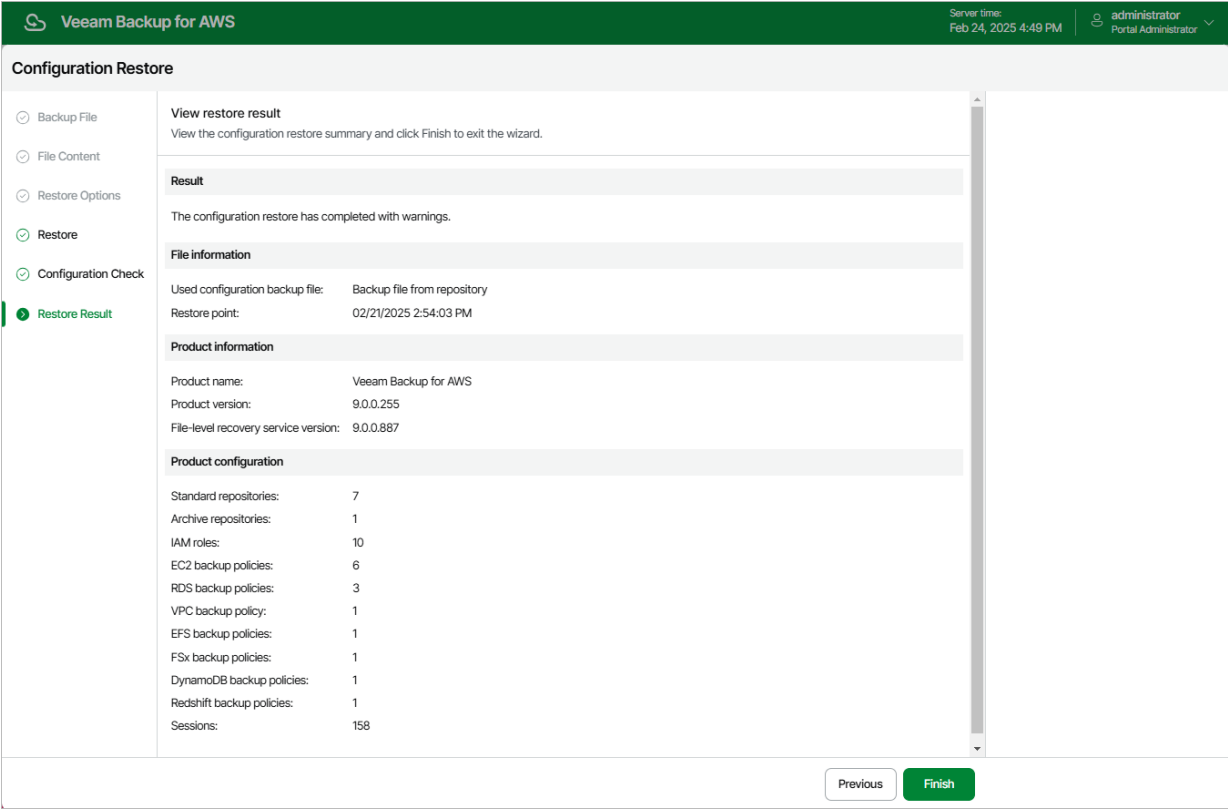 Veeam Backup for AWS
Server time:
Feb 24, 2025 4:49 PM
administrator
Portal Administrator
Configuration Restore
Backup File
File Content
Restore Options
Restore
Configuration Check
Restore Result
View restore result
View the configuration restore summary and click Finish to exit the wizard.
Result
The configuration restore has completed with warnings.
File information
Used configuration backup file: Backup file from repository
Restore point: 02/21/2025 2:54:03 PM
Product information
Product name: Veeam Backup for AWS
Product version: 9.0.0.255
File-level recovery service version: 9.0.0.887
Product configuration
Standard repositories: 7
Archive repositories: 1
IAM roles: 10
EC2 backup policies: 6
RDS backup policies: 3
VPC backup policy: 1
EFS backup policies: 1
FSx backup policies: 1
DynamoDB backup policies: 1
Redshift backup policies: 1
Sessions: 158
Previous Finish